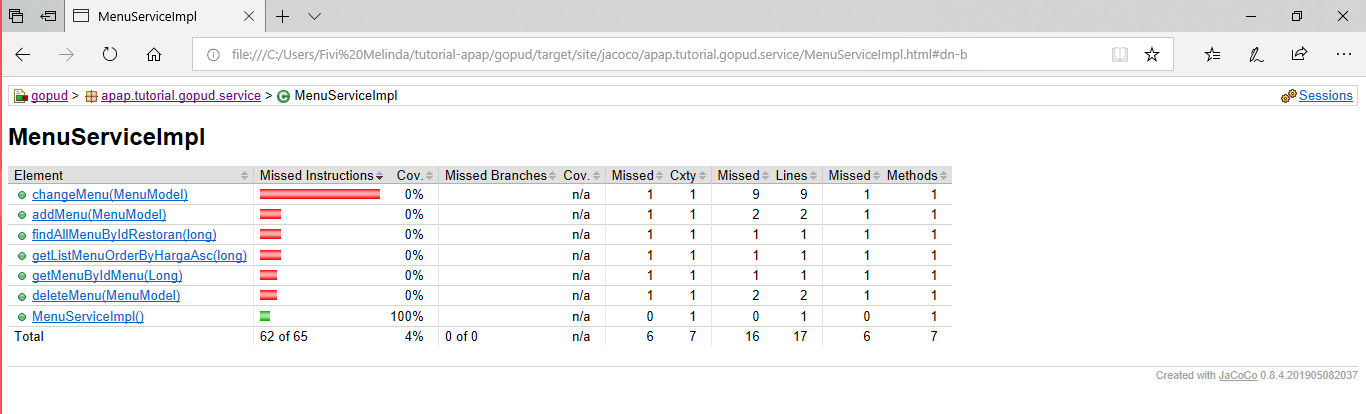 MenuServiceImpl
file:///C:/Users/Fivi%20Melinda/tutorial-apap/gopud/target/site/jacoco/apap.tutorial.gopud.service/MenuServiceImpl.html#dn-b
gopud > apap.tutorial.gopud.service > MenuServiceImpl
Sessions
MenuServiceImpl
Element Missed Instructions Cov. Missed Branches Cov. Missed Cxty Missed Lines Missed Methods
changeMenu(MenuModel) 0% n/a 1 1 9 9 1 1
addMenu(MenuModel) 0% n/a 1 1 2 2 1 1
findAllMenuByIdRestoran(long) 0% n/a 1 1 1 1 1 1
getListMenuOrderByHargaAsc(long) 0% n/a 1 1 1 1 1 1
getMenuByIdMenu(Long) 0% n/a 1 1 1 1 1 1
deleteMenu(MenuModel) 0% n/a 1 1 2 2 1 1
MenuServiceImpl() 100% n/a 0 1 0 1 0 1
Total 62 of 65 4% 0 of 0 n/a 6 7 16 17 6 7
Created with JaCoCo 0.8.4.201905082037